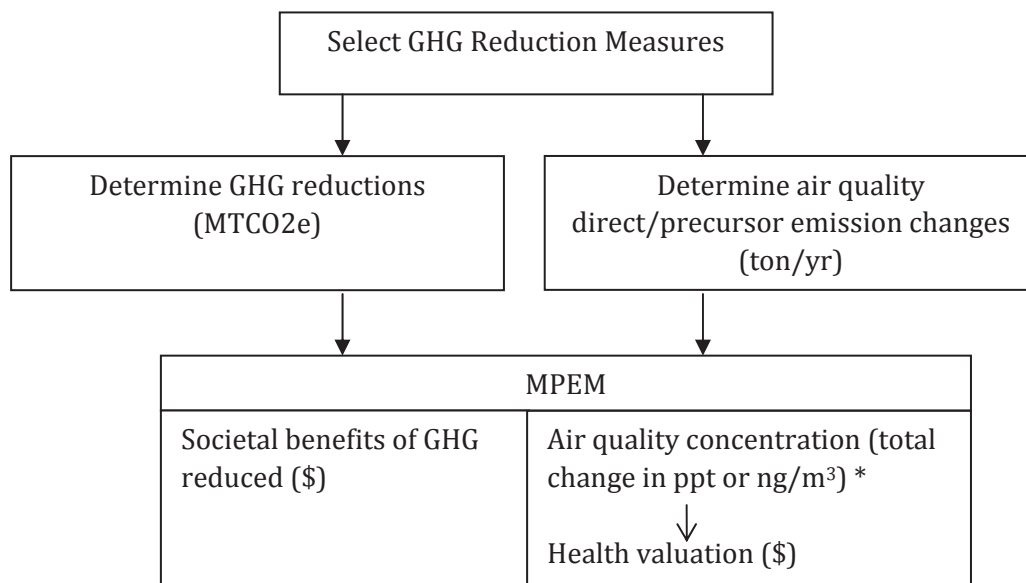 Select GHG Reduction Measures
Determine GHG reductions
(MTCO2e)
Determine air quality
direct/precursor emission changes
(ton/yr)
MPEM
Societal benefits of GHG
reduced ($)
Air quality concentration (total
change in ppt or ng/m³) *
Health valuation ($)